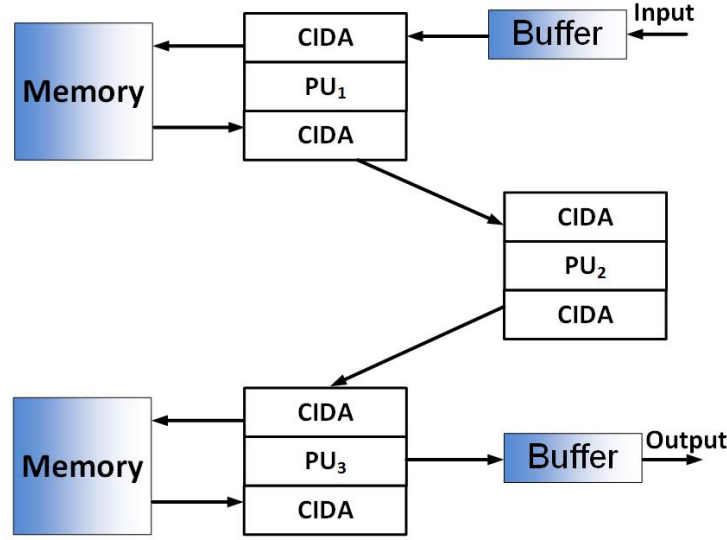 Input
CIDA
Buffer
Memory
PU₁
CIDA
CIDA
PU₂
CIDA
CIDA
Output
Memory
PU₃
Buffer
CIDA